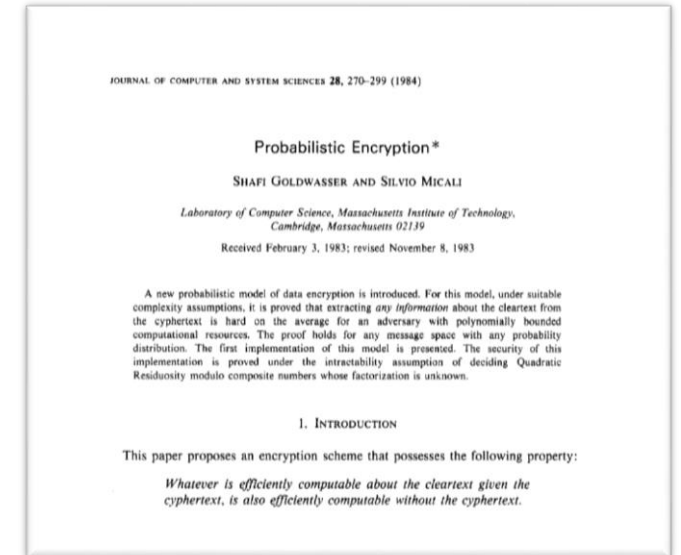 JOURNAL OF COMPUTER AND SYSTEM SCIENCES 28, 270–299 (1984)
Probabilistic Encryption*
SHAFI GOLDWASSER AND SILVIO MICALI
Laboratory of Computer Science, Massachusetts Institute of Technology,
Cambridge, Massachusetts 02139
Received February 3, 1983; revised November 8, 1983
A new probabilistic model of data encryption is introduced. For this model, under suitable
complexity assumptions, it is proved that extracting any information about the cleartext from
the cyphertext is hard on the average for an adversary with polynomially bounded
computational resources. The proof holds for any message space with any probability
distribution. The first implementation of this model is presented. The security of this
implementation is proved under the intractability assumption of deciding Quadratic
Residuosity modulo composite numbers whose factorization is unknown.
1. INTRODUCTION
This paper proposes an encryption scheme that possesses the following property:
Whatever is efficiently computable about the cleartext given the
cyphertext, is also efficiently computable without the cyphertext.